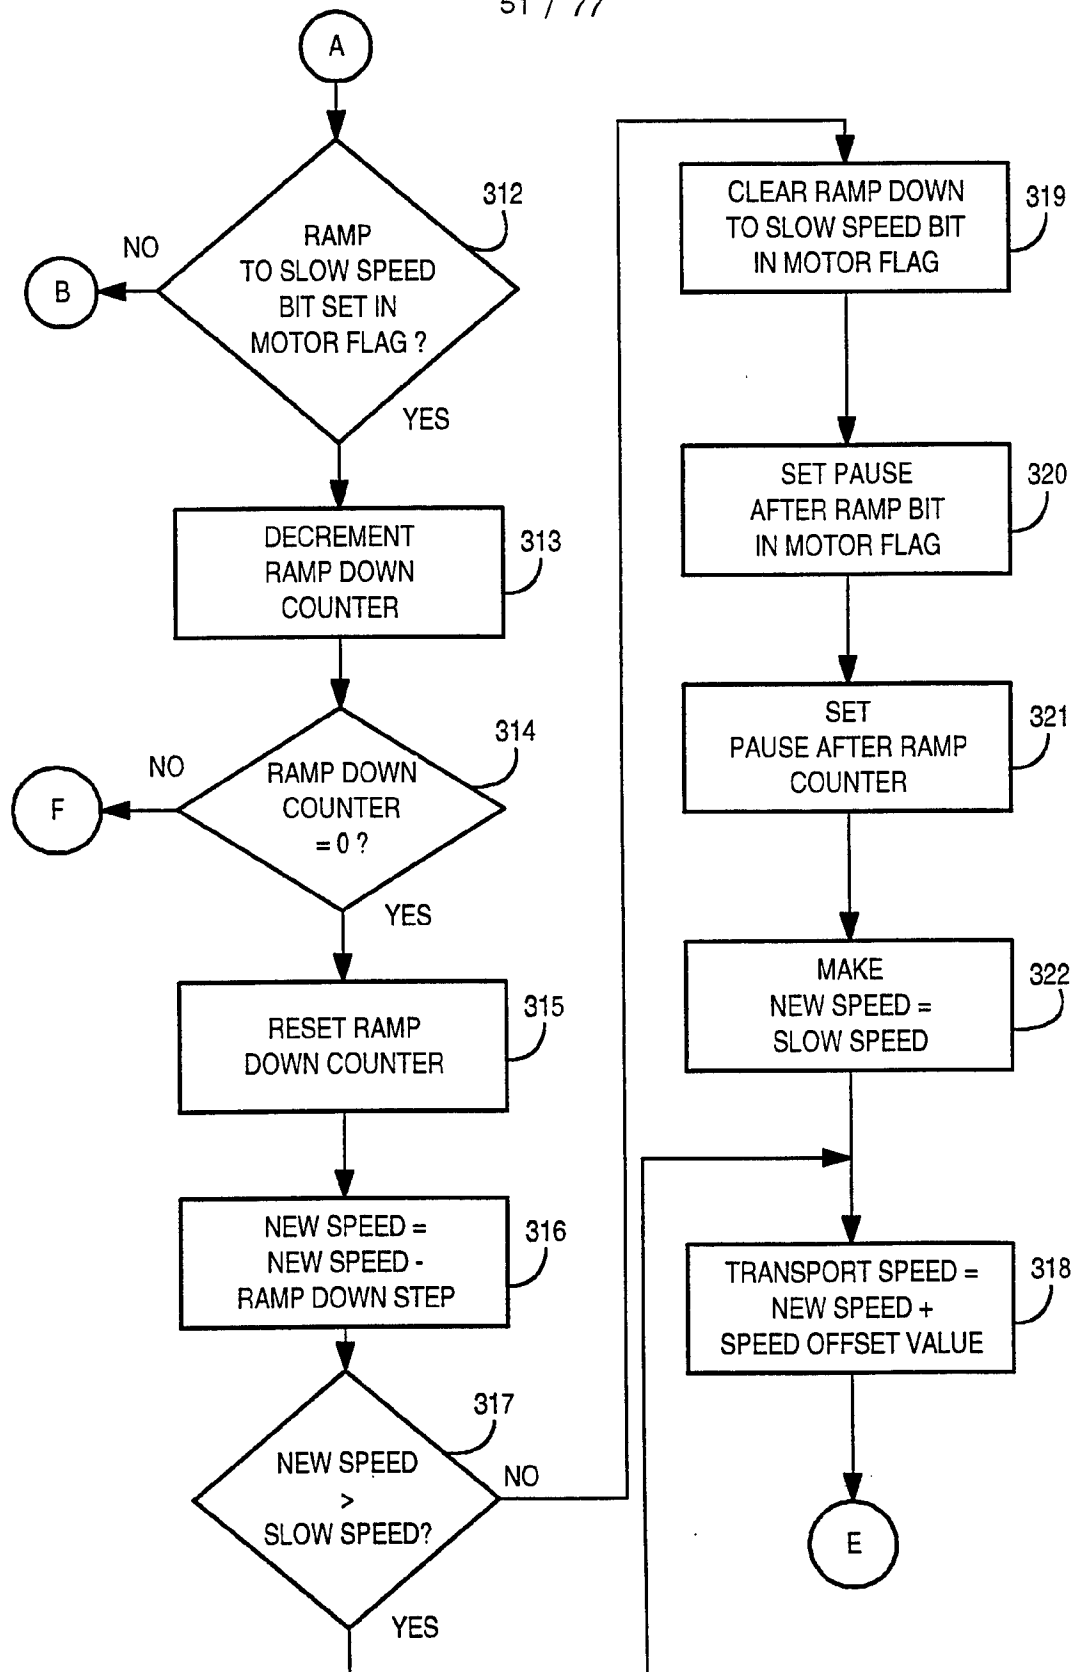 51 / 77
A
312
RAMP
TO SLOW SPEED
BIT SET IN
MOTOR FLAG ?
NO
B
YES
DECREMENT
RAMP DOWN
COUNTER
313
314
RAMP DOWN
COUNTER
= 0 ?
NO
F
YES
RESET RAMP
DOWN COUNTER
315
NEW SPEED =
NEW SPEED -
RAMP DOWN STEP
316
317
NEW SPEED
>
SLOW SPEED?
NO
YES
CLEAR RAMP DOWN
TO SLOW SPEED BIT
IN MOTOR FLAG
319
SET PAUSE
AFTER RAMP BIT
IN MOTOR FLAG
320
SET
PAUSE AFTER RAMP
COUNTER
321
MAKE
NEW SPEED =
SLOW SPEED
322
TRANSPORT SPEED =
NEW SPEED +
SPEED OFFSET VALUE
318
E